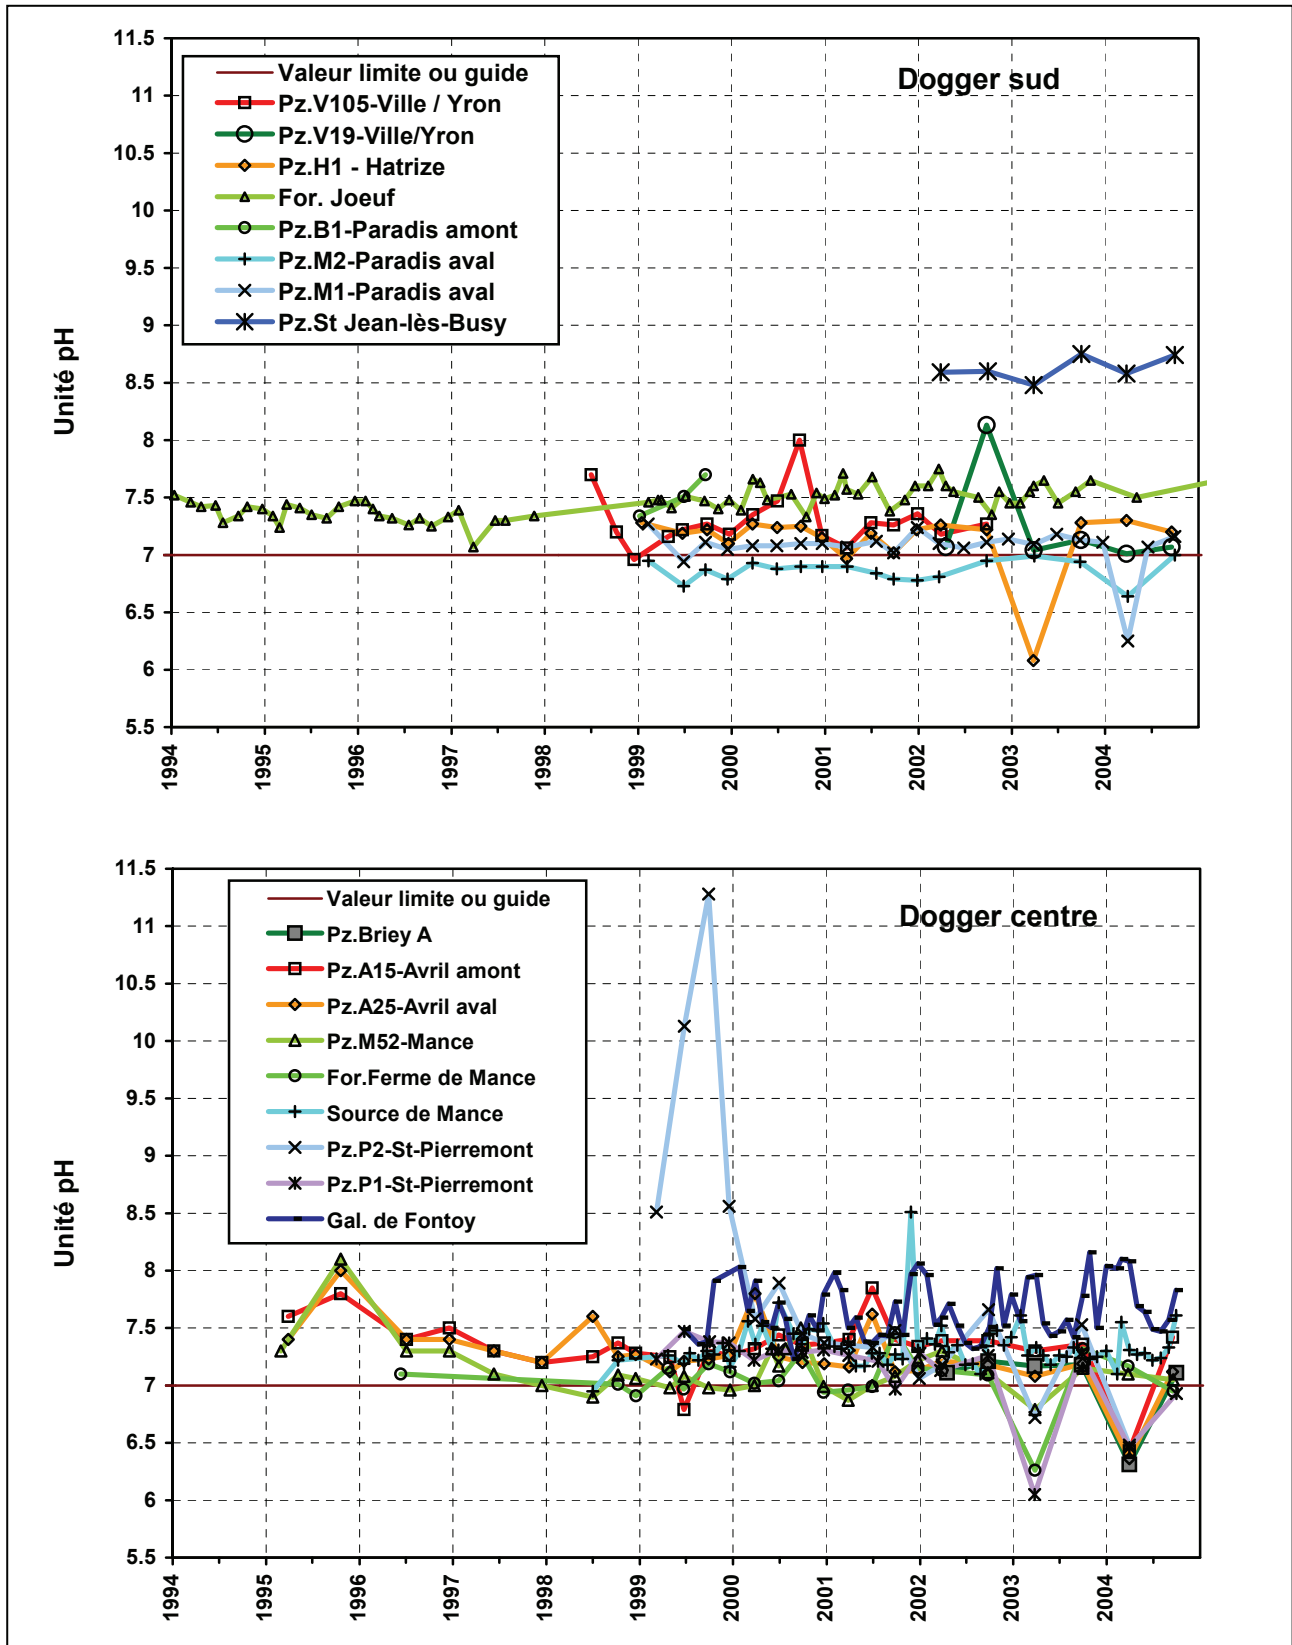 Dogger sud
Valeur limite ou guide
Pz.V105-Ville / Yron
Pz.V19-Ville/Yron
Pz.H1 - Hatrize
For. Joeuf
Pz.B1-Paradis amont
Pz.M2-Paradis aval
Pz.M1-Paradis aval
Pz.St Jean-lès-Busy
Unité pH
11.5
11
10.5
10
9.5
9
8.5
8
7.5
7
6.5
6
5.5
1994
1995
1996
1997
1998
1999
2000
2001
2002
2003
2004
Dogger centre
Valeur limite ou guide
Pz.Briey A
Pz.A15-Avril amont
Pz.A25-Avril aval
Pz.M52-Mance
For.Ferme de Mance
Source de Mance
Pz.P2-St-Pierremont
Pz.P1-St-Pierremont
Gal. de Fontoy
Unité pH
11.5
11
10.5
10
9.5
9
8.5
8
7.5
7
6.5
6
5.5
1994
1995
1996
1997
1998
1999
2000
2001
2002
2003
2004